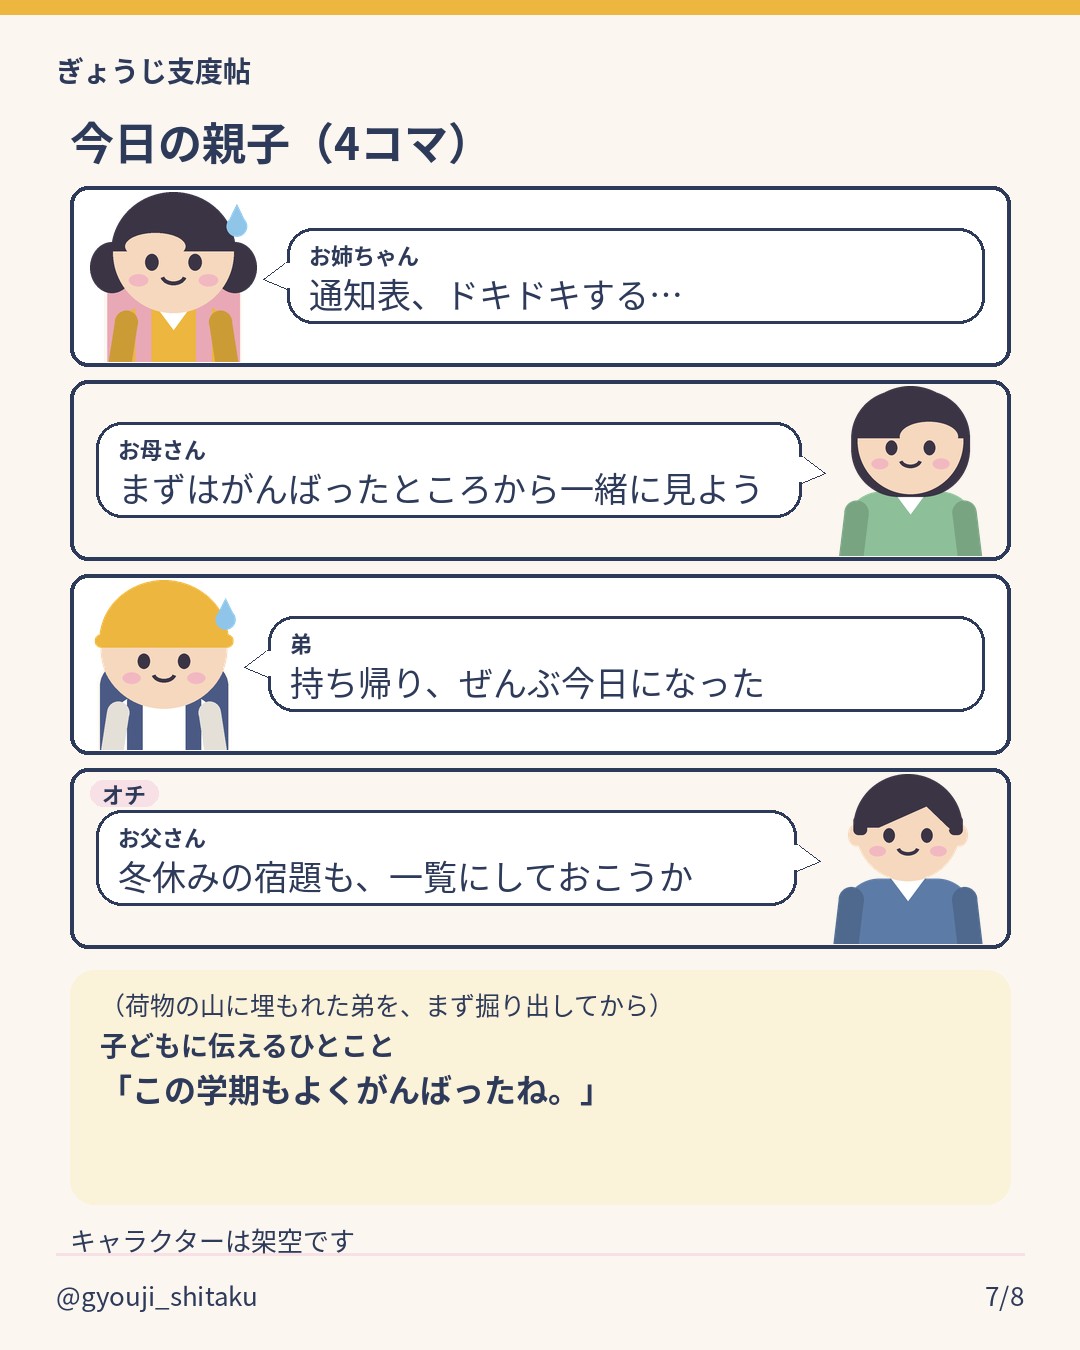 ぎょうじ支度帖
今日の親子（4コマ）
お姉ちゃん
通知表、ドキドキする…
お母さん
まずはがんばったところから一緒に見よう
弟
持ち帰り、ぜんぶ今日になった
オチ
お父さん
冬休みの宿題も、一覧にしておこうか
（荷物の山に埋もれた弟を、まず掘り出してから）
子どもに伝えるひとこと
「この学期もよくがんばったね。」
キャラクターは架空です
@gyouji_shitaku
7/8